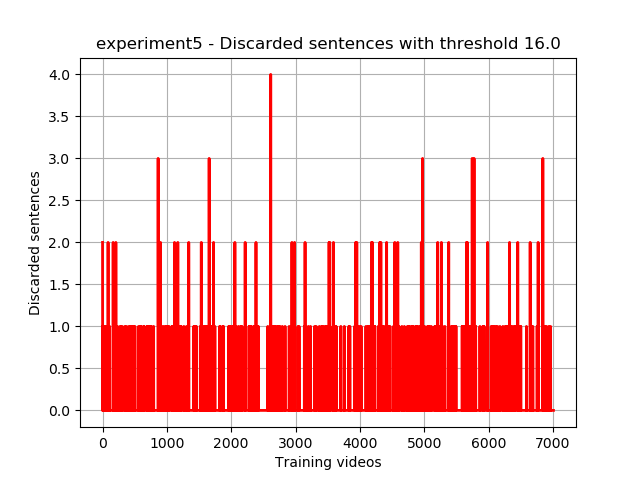 experiment5 - Discarded sentences with threshold 16.0
4.0
3.5
3.0
2.5
2.0
1.5
1.0
0.5
0.0
Discarded sentences
0 1000 2000 3000 4000 5000 6000 7000
Training videos